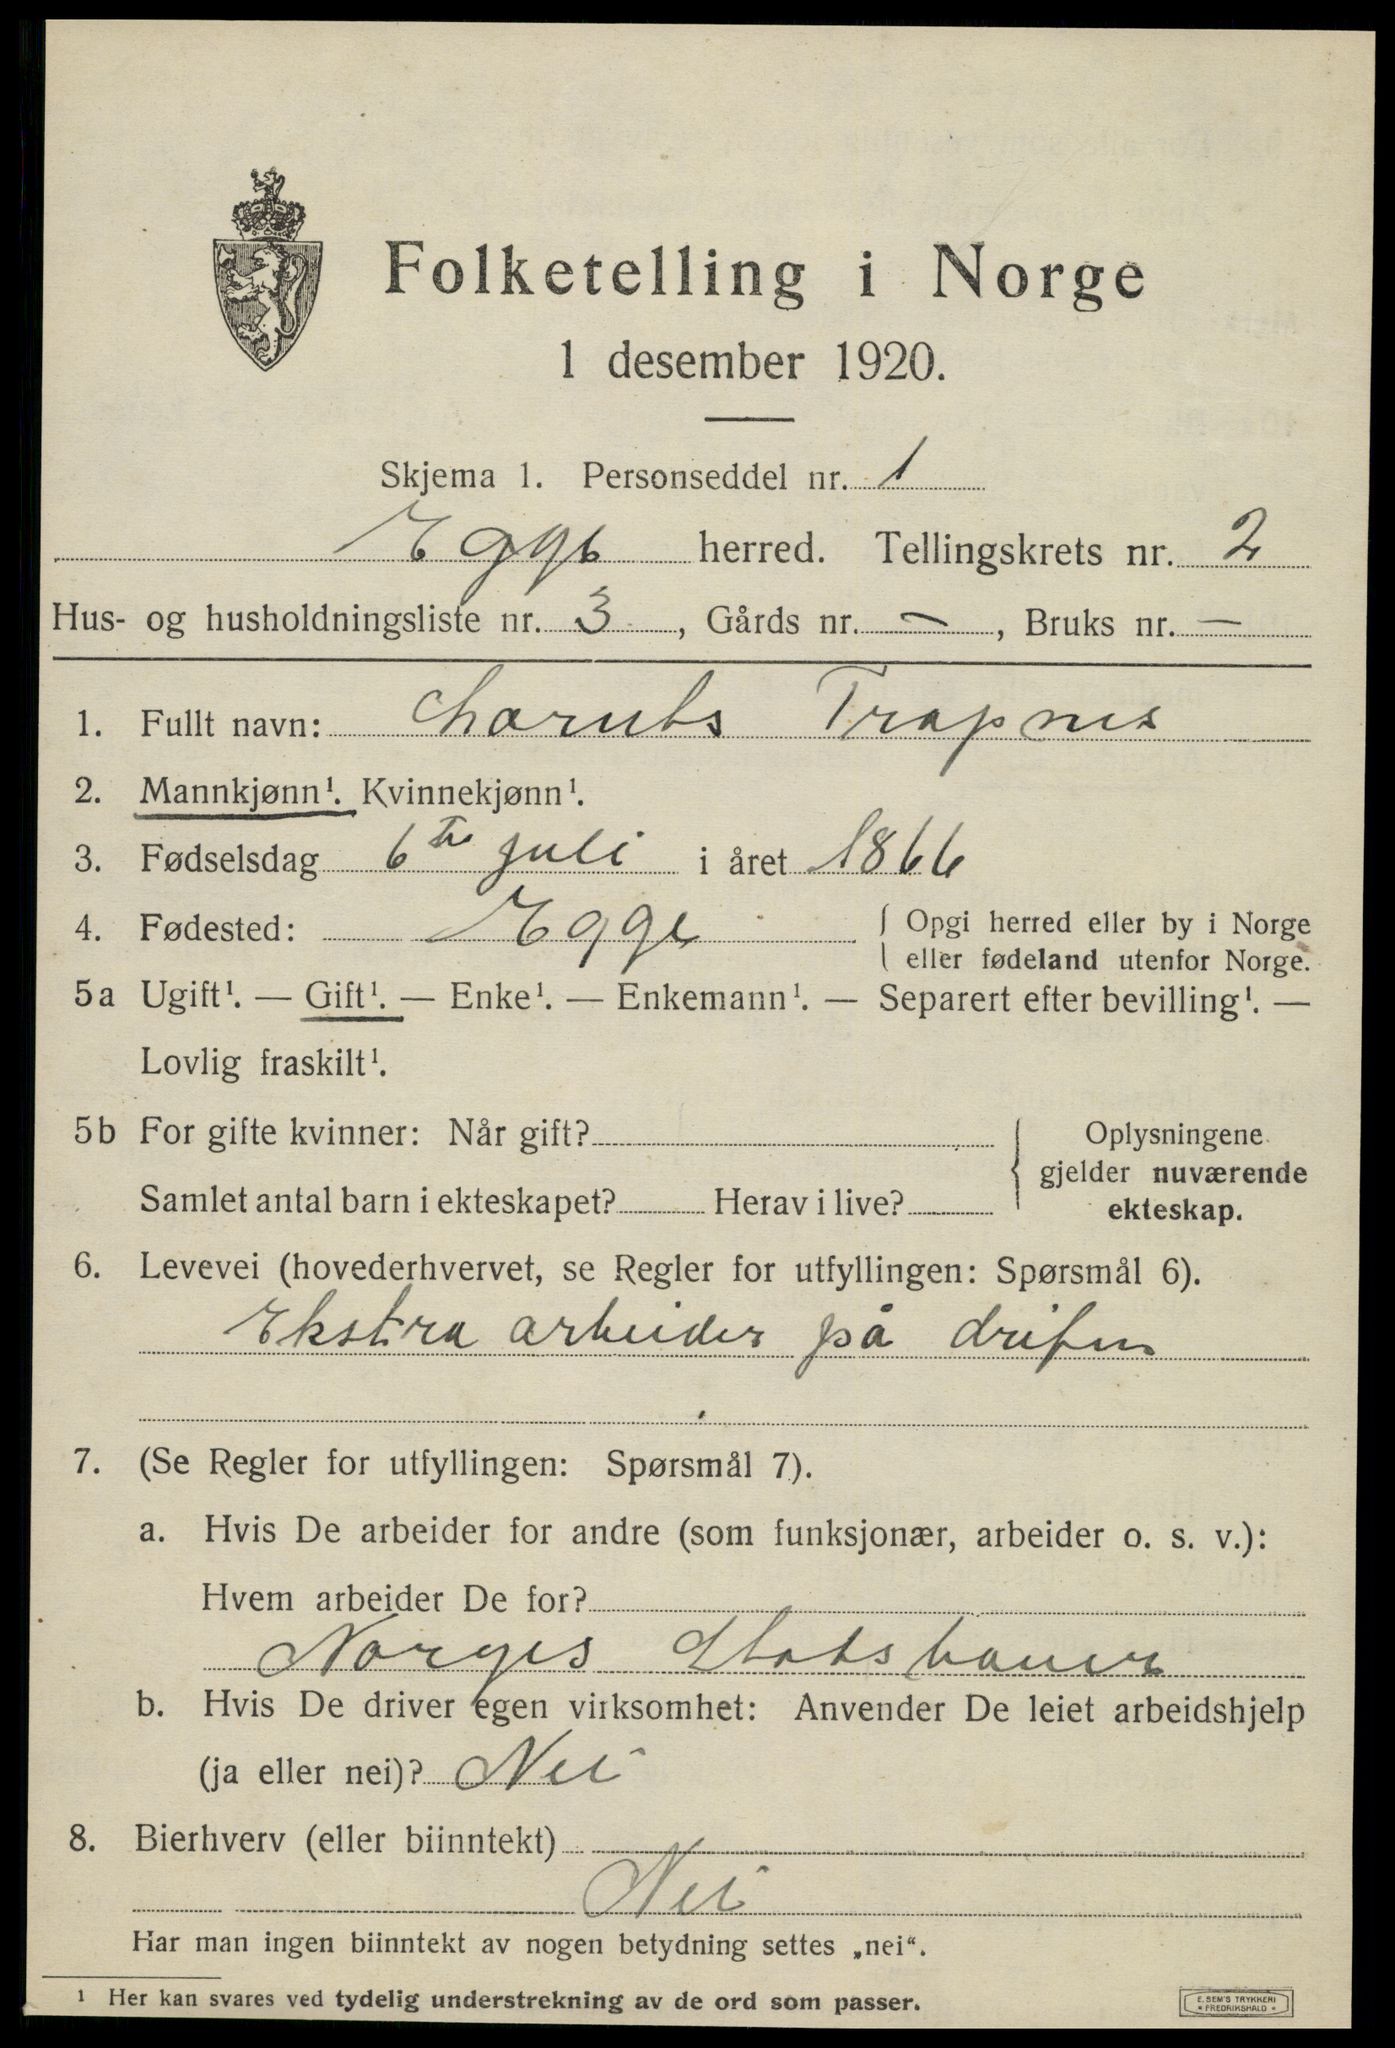 Folketelling i Norge
1 desember 1920.
Skjema 1. Personseddel nr. 1
Egge herred. Tellingskrets nr. 2
Hus- og husholdningsliste nr. 3, Gårds nr. —, Bruks nr. —
1. Fullt navn: Lorents Trapnes
2. Mannkjønn¹. Kvinnekjønn¹.
3. Fødselsdag 6te juli i året 1866
4. Fødested: Egge { Opgi herred eller by i Norge
eller fødeland utenfor Norge.
5a Ugift¹. — Gift¹. — Enke¹. — Enkemann¹. — Separert efter bevilling¹. —
Lovlig fraskilt¹.
5b For gifte kvinner: Når gift?
Samlet antal barn i ekteskapet? Herav i live?
Oplysningene
gjelder nuværende
ekteskap.
6. Levevei (hovederhvervet, se Regler for utfyllingen: Spørsmål 6).
Ekstra arbeider på driften
7. (Se Regler for utfyllingen: Spørsmål 7).
a. Hvis De arbeider for andre (som funksjonær, arbeider o. s. v.):
Hvem arbeider De for?
Norges Statsbaner
b. Hvis De driver egen virksomhet: Anvender De leiet arbeidshjelp
(ja eller nei)? Nei
8. Bierhverv (eller biinntekt)
Nei
Har man ingen biinntekt av nogen betydning settes „nei“.
¹ Her kan svares ved tydelig understrekning av de ord som passer.
E. SEM'S TRYKKERI
* FREDRIKSHALD *